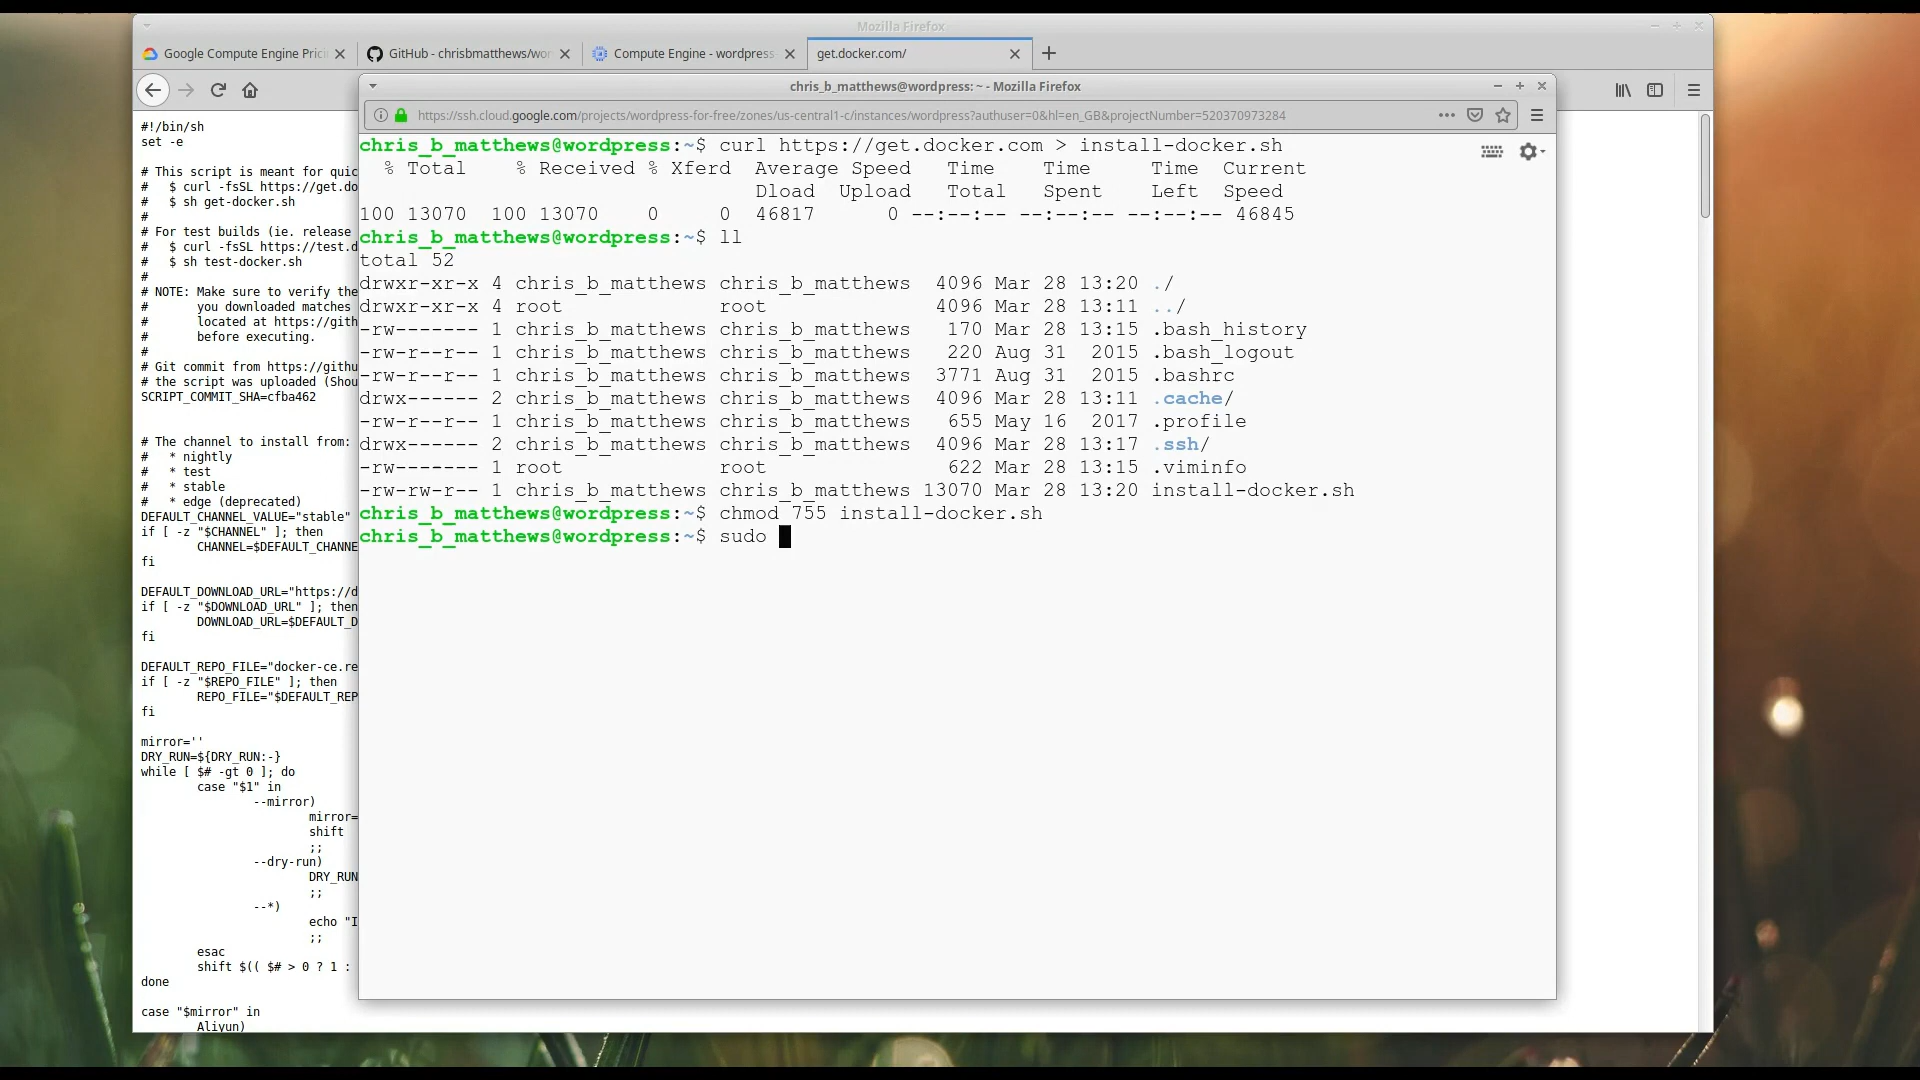 Mozilla Firefox
Google Compute Engine Prici
GitHub - chrisbmatthews/wor
Compute Engine - wordpress
get.docker.com/
chris_b_matthews@wordpress: ~ - Mozilla Firefox
https://ssh.cloud.google.com/projects/wordpress-for-free/zones/us-central1-c/instances/wordpress?authuser=0&hl=en_GB&projectNumber=520370973284
#!/bin/sh
set -e
# This script is meant for quic
#   $ curl -fsSL https://get.do
#   $ sh get-docker.sh
#
# For test builds (ie. release
#   $ curl -fsSL https://test.d
#   $ sh test-docker.sh
#
# NOTE: Make sure to verify the
#       you downloaded matches
#       located at https://gith
#       before executing.
#
# Git commit from https://githu
# the script was uploaded (Shou
SCRIPT_COMMIT_SHA=cfba462
# The channel to install from:
#   * nightly
#   * test
#   * stable
#   * edge (deprecated)
DEFAULT_CHANNEL_VALUE="stable"
if [ -z "$CHANNEL" ]; then
CHANNEL=$DEFAULT_CHANNE
fi
DEFAULT_DOWNLOAD_URL="https://d
if [ -z "$DOWNLOAD_URL" ]; then
DOWNLOAD_URL=$DEFAULT_D
fi
DEFAULT_REPO_FILE="docker-ce.re
if [ -z "$REPO_FILE" ]; then
REPO_FILE="$DEFAULT_REP
fi
mirror=''
DRY_RUN=${DRY_RUN:-}
while [ $# -gt 0 ]; do
case "$1" in
--mirror)
mirror=
shift
;;
--dry-run)
DRY_RUN
;;
--*)
echo "I
;;
esac
shift $(( $# > 0 ? 1 :
done
case "$mirror" in
Aliyun)
chris_b_matthews@wordpress:~$ curl https://get.docker.com > install-docker.sh
% Total    % Received % Xferd  Average Speed   Time    Time     Time  Current
Dload  Upload   Total   Spent    Left  Speed
100 13070  100 13070    0     0  46817      0 --:--:-- --:--:-- --:--:-- 46845
chris_b_matthews@wordpress:~$ ll
total 52
drwxr-xr-x 4 chris_b_matthews chris_b_matthews  4096 Mar 28 13:20 ./
drwxr-xr-x 4 root             root              4096 Mar 28 13:11 ../
-rw------- 1 chris_b_matthews chris_b_matthews   170 Mar 28 13:15 .bash_history
-rw-r--r-- 1 chris_b_matthews chris_b_matthews   220 Aug 31  2015 .bash_logout
-rw-r--r-- 1 chris_b_matthews chris_b_matthews  3771 Aug 31  2015 .bashrc
drwx------ 2 chris_b_matthews chris_b_matthews  4096 Mar 28 13:11 .cache/
-rw-r--r-- 1 chris_b_matthews chris_b_matthews   655 May 16  2017 .profile
drwx------ 2 chris_b_matthews chris_b_matthews  4096 Mar 28 13:17 .ssh/
-rw------- 1 root             root               622 Mar 28 13:15 .viminfo
-rw-rw-r-- 1 chris_b_matthews chris_b_matthews 13070 Mar 28 13:20 install-docker.sh
chris_b_matthews@wordpress:~$ chmod 755 install-docker.sh
chris_b_matthews@wordpress:~$ sudo